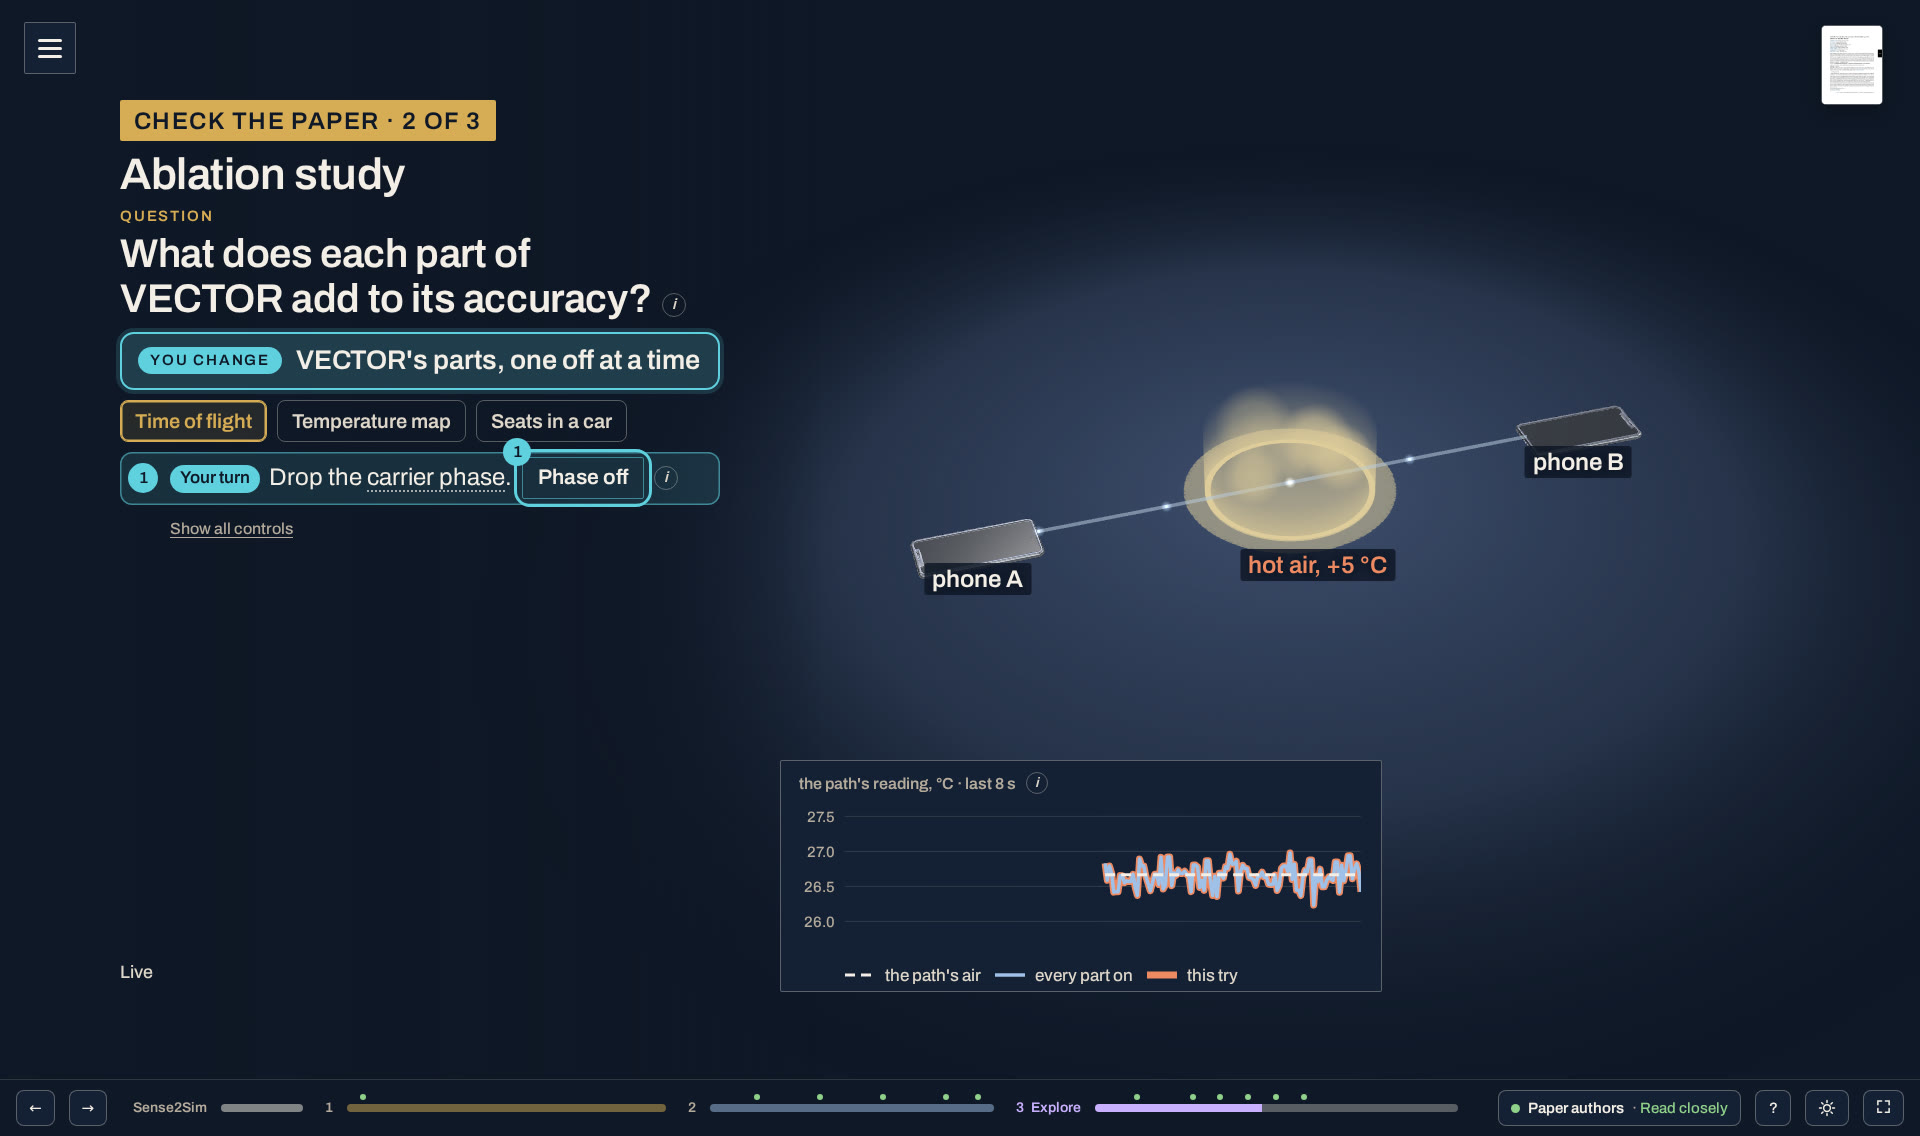 CHECK THE PAPER · 2 OF 3
Ablation study
QUESTION
What does each part of
VECTOR add to its accuracy? i
YOU CHANGE VECTOR's parts, one off at a time
Time of flight Temperature map Seats in a car
1 Your turn Drop the carrier phase. 1 Phase off i
Show all controls
phone B
hot air, +5 °C
phone A
the path's reading, °C · last 8 s i
27.5
27.0
26.5
26.0
the path's air every part on this try
Live
← → Sense2Sim 1 2 3 Explore Paper authors · Read closely ?